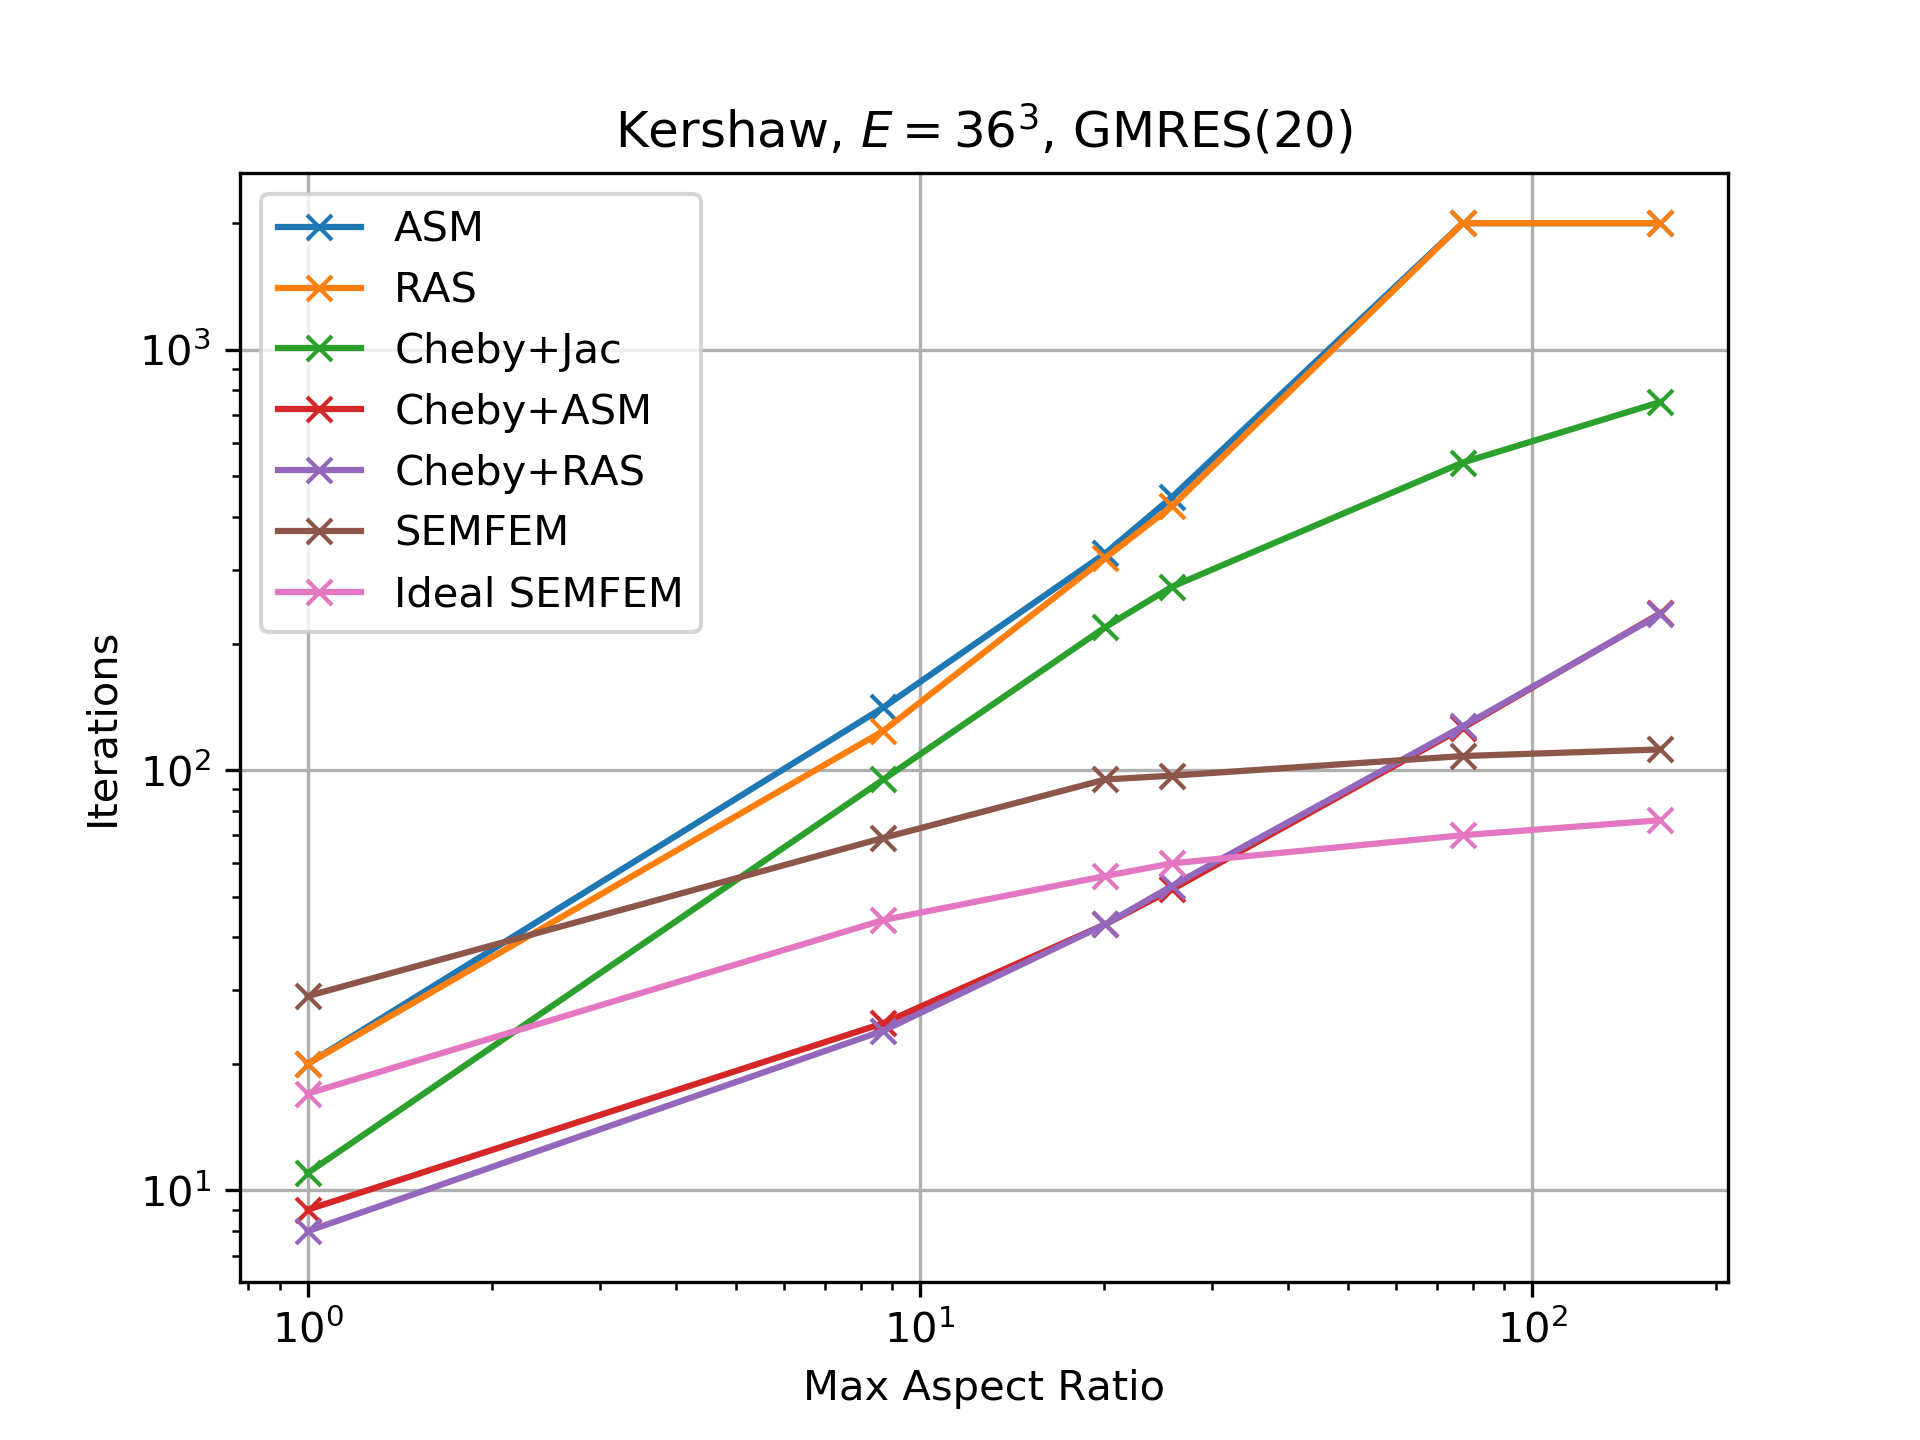 Kershaw, E = 36³, GMRES(20)
ASM
RAS
Cheby+Jac
Cheby+ASM
Cheby+RAS
SEMFEM
Ideal SEMFEM
10³
10²
10¹
Iterations
10⁰
10¹
10²
Max Aspect Ratio